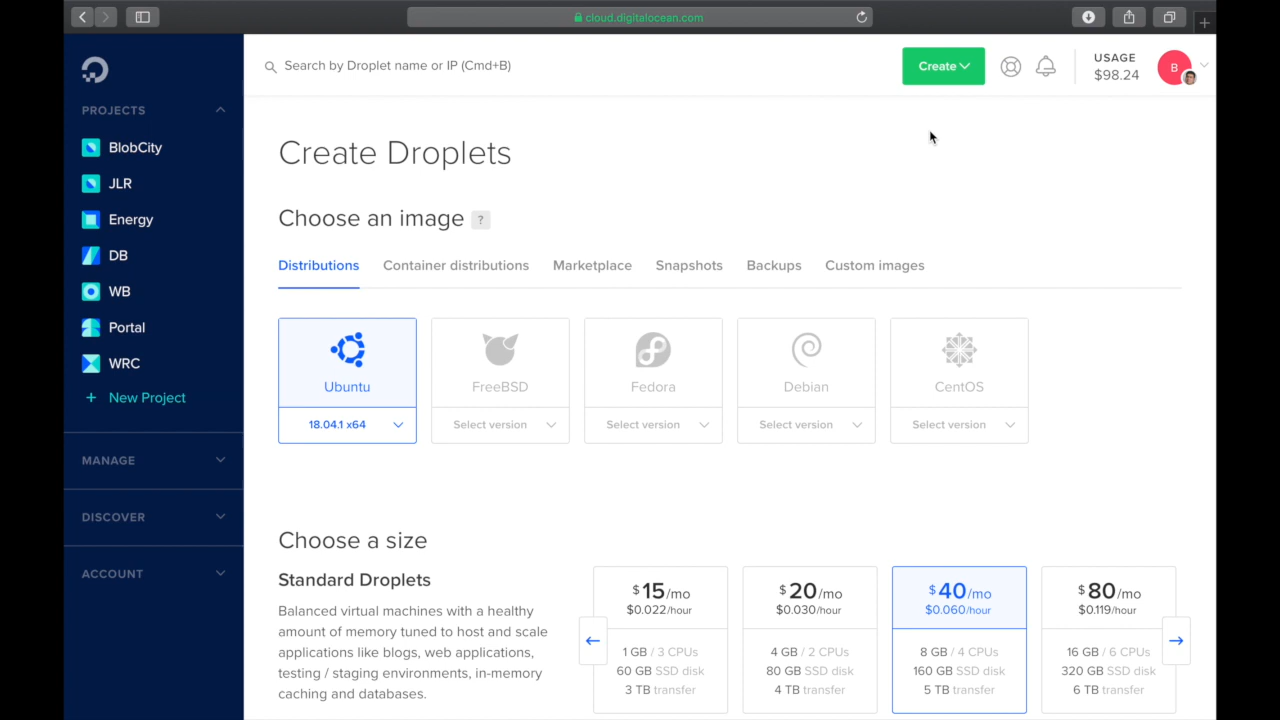 cloud.digitalocean.com
Search by Droplet name or IP (Cmd+B)
Create
USAGE
$98.24
B
PROJECTS
BlobCity
JLR
Energy
DB
WB
Portal
WRC
+ New Project
MANAGE
DISCOVER
ACCOUNT
Create Droplets
Choose an image ?
Distributions Container distributions Marketplace Snapshots Backups Custom images
Ubuntu FreeBSD Fedora Debian CentOS
18.04.1 x64 Select version Select version Select version Select version
Choose a size
Standard Droplets
Balanced virtual machines with a healthy
amount of memory tuned to host and scale
applications like blogs, web applications,
testing / staging environments, in-memory
caching and databases.
$15/mo
$0.022/hour
1 GB / 3 CPUs
60 GB SSD disk
3 TB transfer
$20/mo
$0.030/hour
4 GB / 2 CPUs
80 GB SSD disk
4 TB transfer
$40/mo
$0.060/hour
8 GB / 4 CPUs
160 GB SSD disk
5 TB transfer
$80/mo
$0.119/hour
16 GB / 6 CPUs
320 GB SSD disk
6 TB transfer